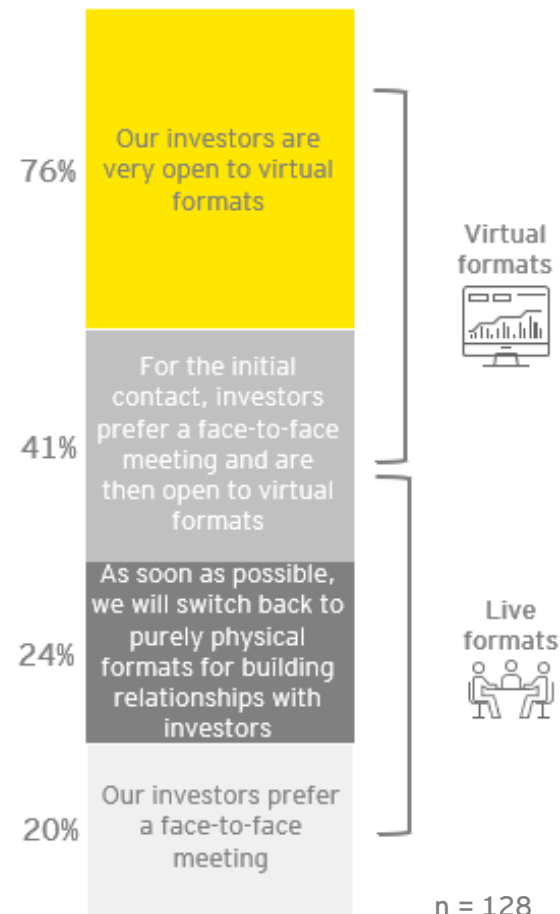 76%
Our investors are
very open to virtual
formats
Virtual
formats
41%
For the initial
contact, investors
prefer a face-to-face
meeting and are
then open to virtual
formats
24%
As soon as possible,
we will switch back to
purely physical
formats for building
relationships with
investors
Live
formats
20%
Our investors prefer
a face-to-face
meeting
n = 128